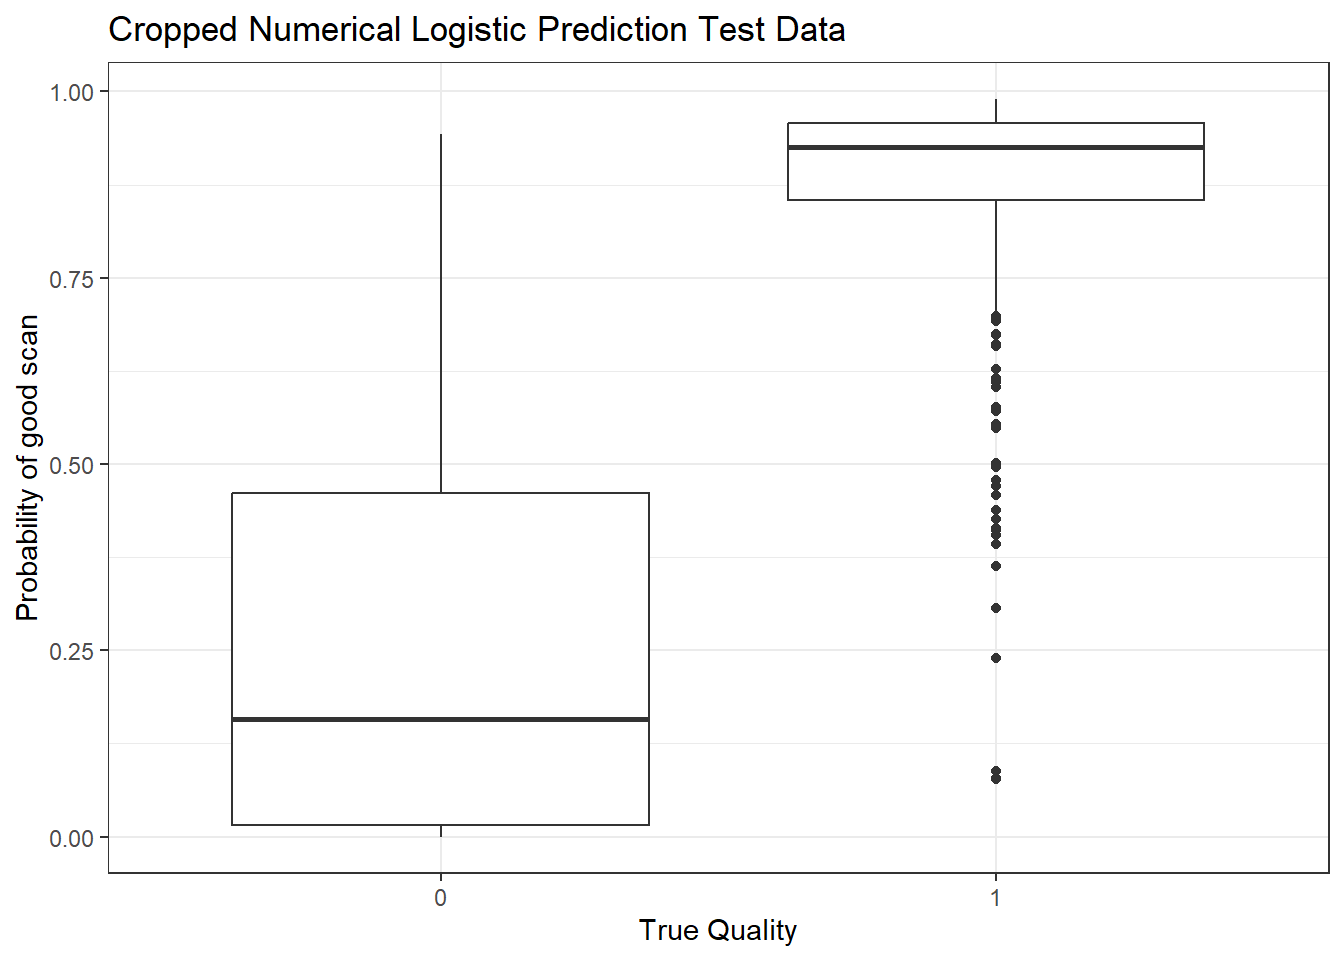 Cropped Numerical Logistic Prediction Test Data
1.00
0.75
0.50
0.25
0.00
Probability of good scan
0 1
True Quality